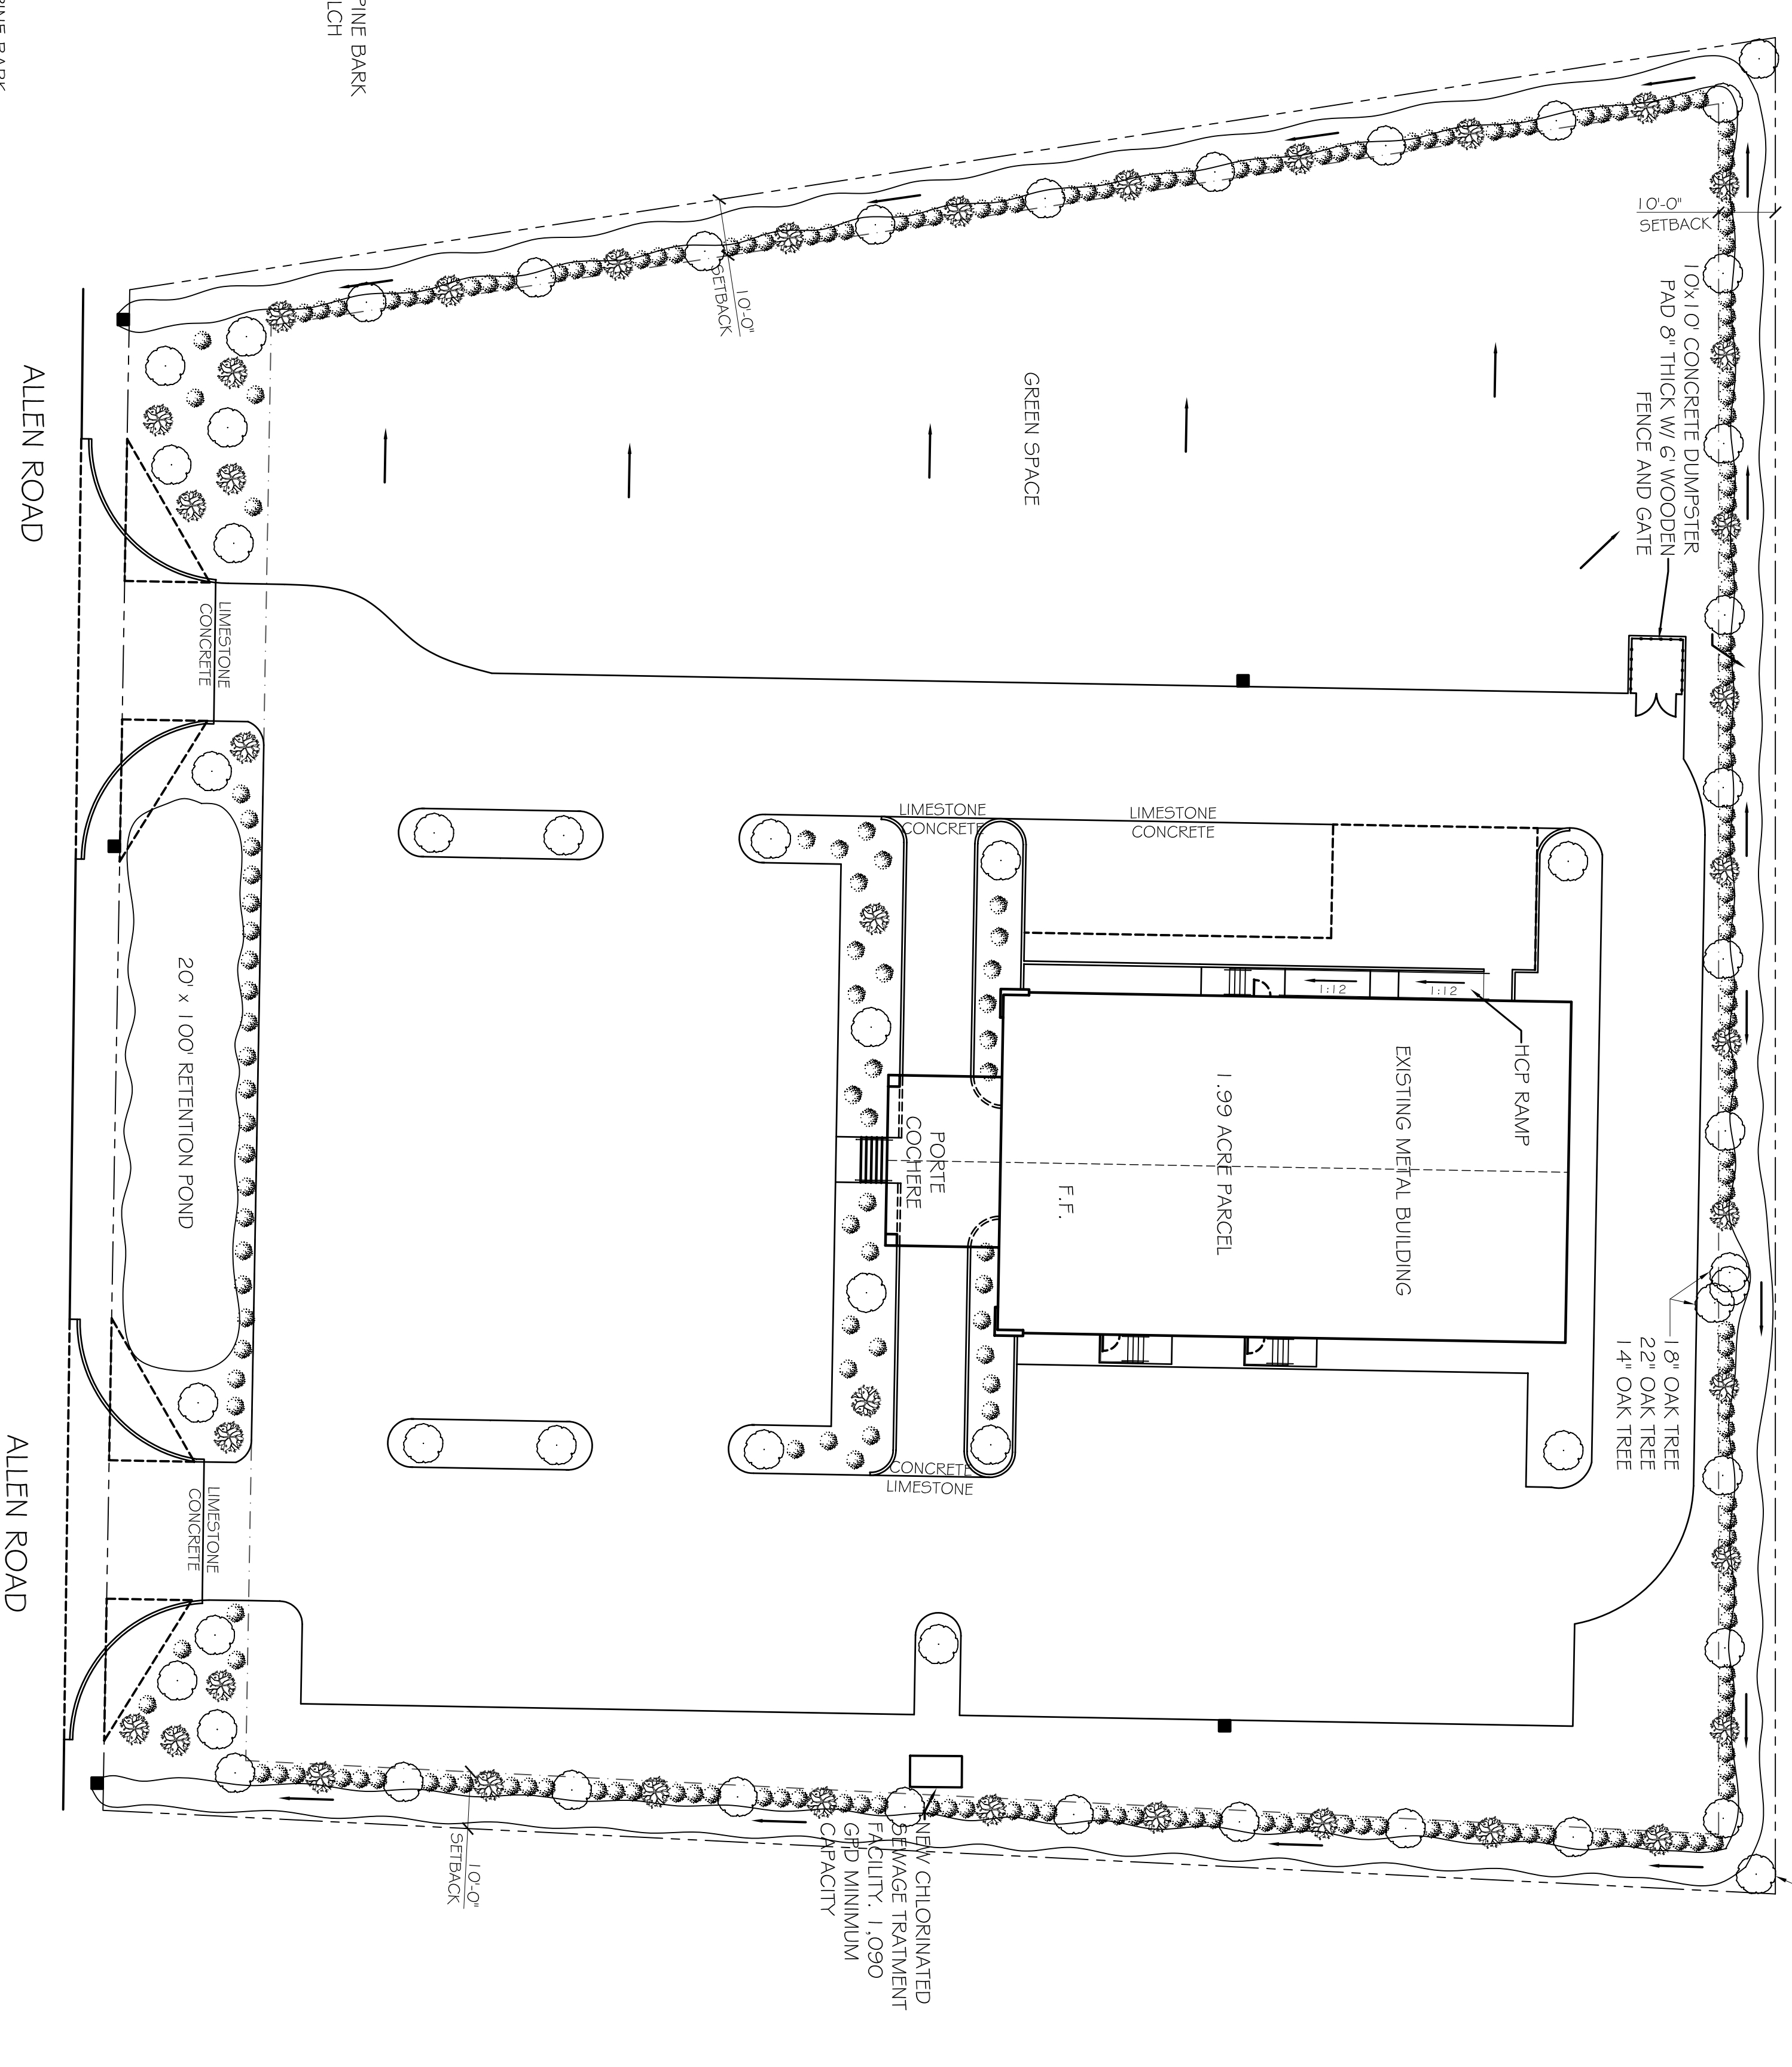 PINE BARK
LCH
PINE BARK
10'-0"
SETBACK
10'x10' CONCRETE DUMPSTER
PAD 8" THICK W/ 6' WOODEN
FENCE AND GATE
10'-0"
SETBACK
GREEN SPACE
ALLEN ROAD
LIMESTONE
CONCRETE
LIMESTONE
CONCRETE
LIMESTONE
CONCRETE
1:12
1:12
HCP RAMP
EXISTING METAL BUILDING
1.99 ACRE PARCEL
F.F.
PORTE
COCHERE
20' x 100' RETENTION POND
18" OAK TREE
22" OAK TREE
14" OAK TREE
CONCRETE
LIMESTONE
LIMESTONE
CONCRETE
ALLEN ROAD
10'-0"
SETBACK
NEW CHLORINATED
SEWAGE TRATMENT
FACILITY. 1,090
GPD MINIMUM
CAPACITY